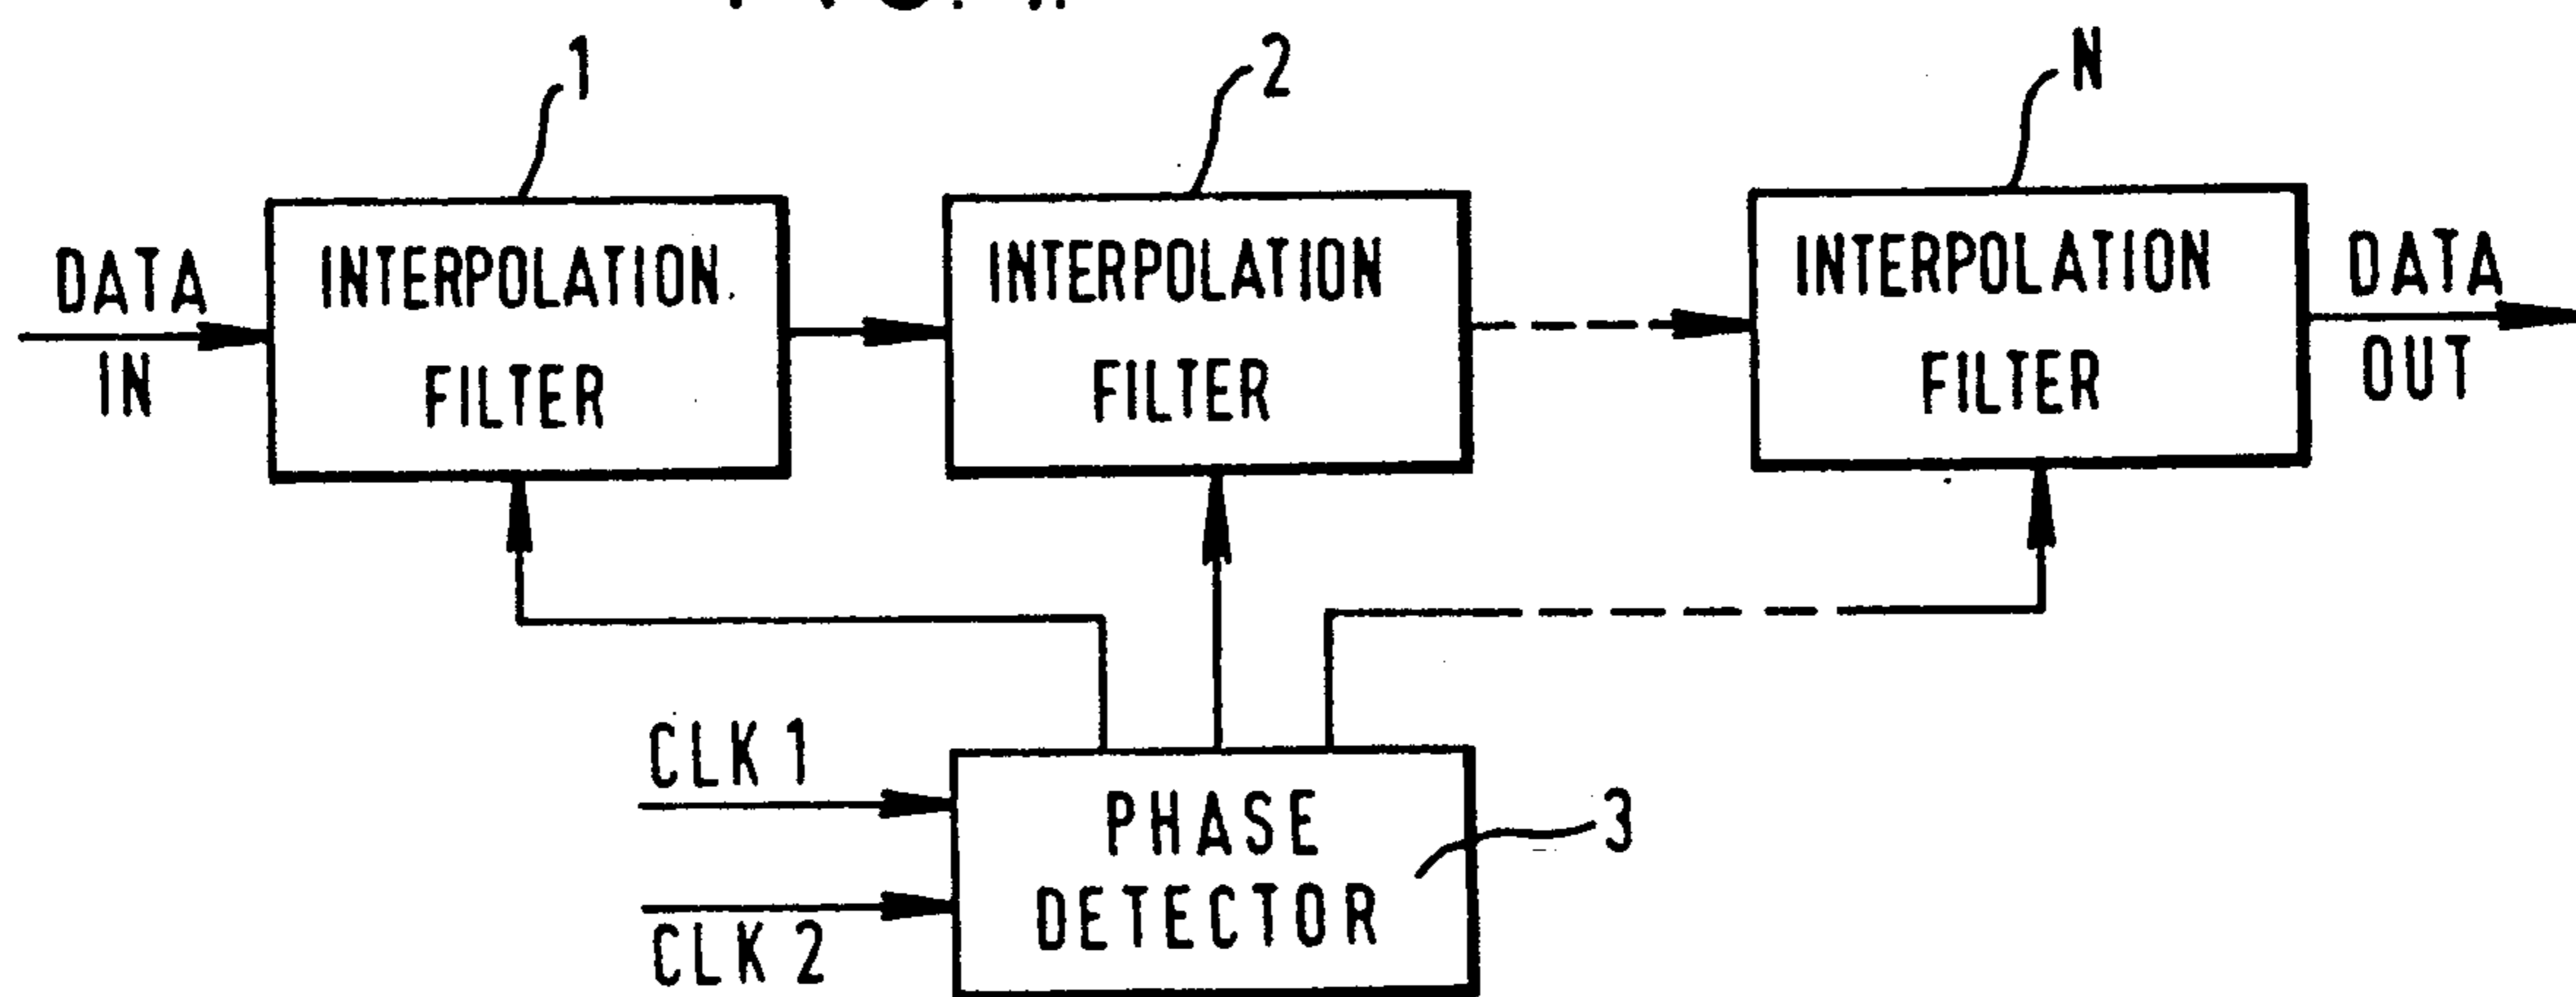 1
2
N
DATA
IN
INTERPOLATION
FILTER
INTERPOLATION
FILTER
INTERPOLATION
FILTER
DATA
OUT
CLK 1
CLK 2
PHASE
DETECTOR
3